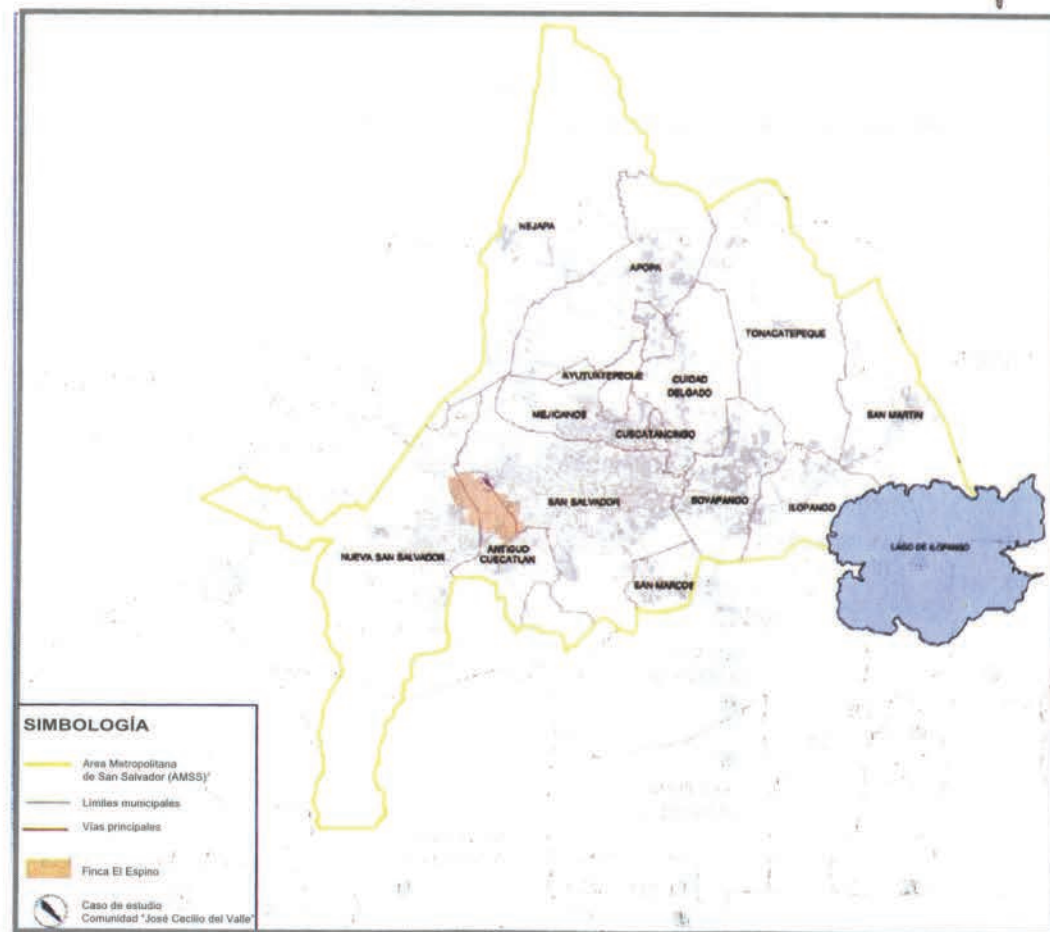 NEJAPA
APOPA
TONACATEPEQUE
AYUTUXTEPEQUE
CUIDAD
DELGADO
MEJICANOS
SAN MARTIN
CUSCATANCINGO
SAN SALVADOR
SOYAPANGO
ILOPANGO
LAGO DE ILOPANGO
NUEVA SAN SALVADOR
ANTIGUO
CUSCATLAN
SAN MARCOS
SIMBOLOGÍA
Area Metropolitana
de San Salvador (AMSS)'
Límites municipales
Vías principales
Finca El Espino
Caso de estudio
Comunidad "José Cecilio del Valle"